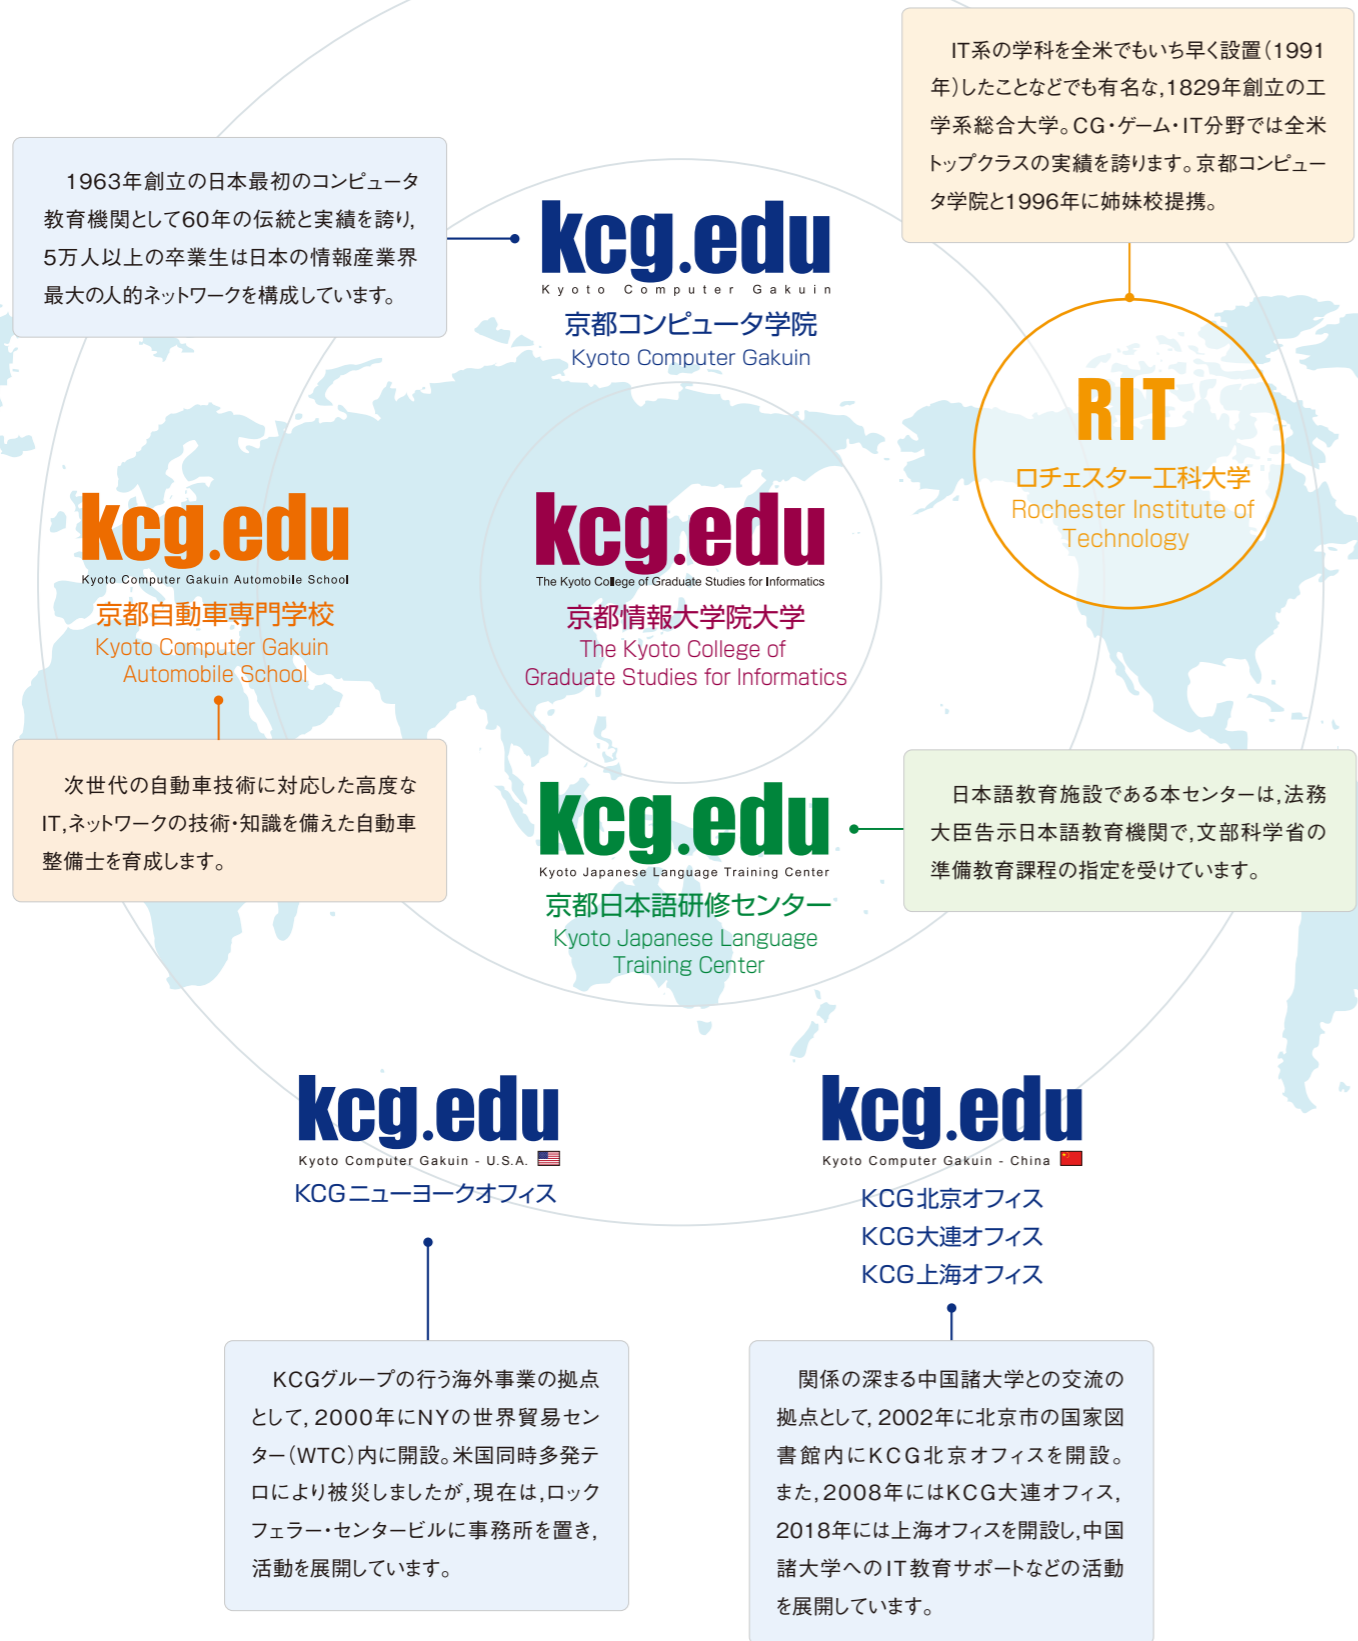 IT系の学科を全米でもいち早く設置(1991
年)したことなどでも有名な,1829年創立の工
学系総合大学。CG・ゲーム・IT分野では全米
トップクラスの実績を誇ります。京都コンピュー
タ学院と1996年に姉妹校提携。
1963年創立の日本最初のコンピュータ
教育機関として60年の伝統と実績を誇り,
5万人以上の卒業生は日本の情報産業界
最大の人的ネットワークを構成しています。
kcg.edu
Kyoto Computer Gakuin
京都コンピュータ学院
Kyoto Computer Gakuin
RIT
ロチェスター工科大学
Rochester Institute of
Technology
kcg.edu
Kyoto Computer Gakuin Automobile School
京都自動車専門学校
Kyoto Computer Gakuin
Automobile School
kcg.edu
The Kyoto College of Graduate Studies for Informatics
京都情報大学院大学
The Kyoto College of
Graduate Studies for Informatics
次世代の自動車技術に対応した高度な
IT,ネットワークの技術・知識を備えた自動車
整備士を育成します。
kcg.edu
Kyoto Japanese Language Training Center
京都日本語研修センター
Kyoto Japanese Language
Training Center
日本語教育施設である本センターは,法務
大臣告示日本語教育機関で,文部科学省の
準備教育課程の指定を受けています。
kcg.edu
Kyoto Computer Gakuin - U.S.A.
KCGニューヨークオフィス
kcg.edu
Kyoto Computer Gakuin - China
KCG北京オフィス
KCG大連オフィス
KCG上海オフィス
KCGグループの行う海外事業の拠点
として,2000年にNYの世界貿易セン
ター(WTC)内に開設。米国同時多発テ
ロにより被災しましたが,現在は,ロック
フェラー・センタービルに事務所を置き,
活動を展開しています。
関係の深まる中国諸大学との交流の
拠点として,2002年に北京市の国家図
書館内にKCG北京オフィスを開設。
また,2008年にはKCG大連オフィス,
2018年には上海オフィスを開設し,中国
諸大学へのIT教育サポートなどの活動
を展開しています。